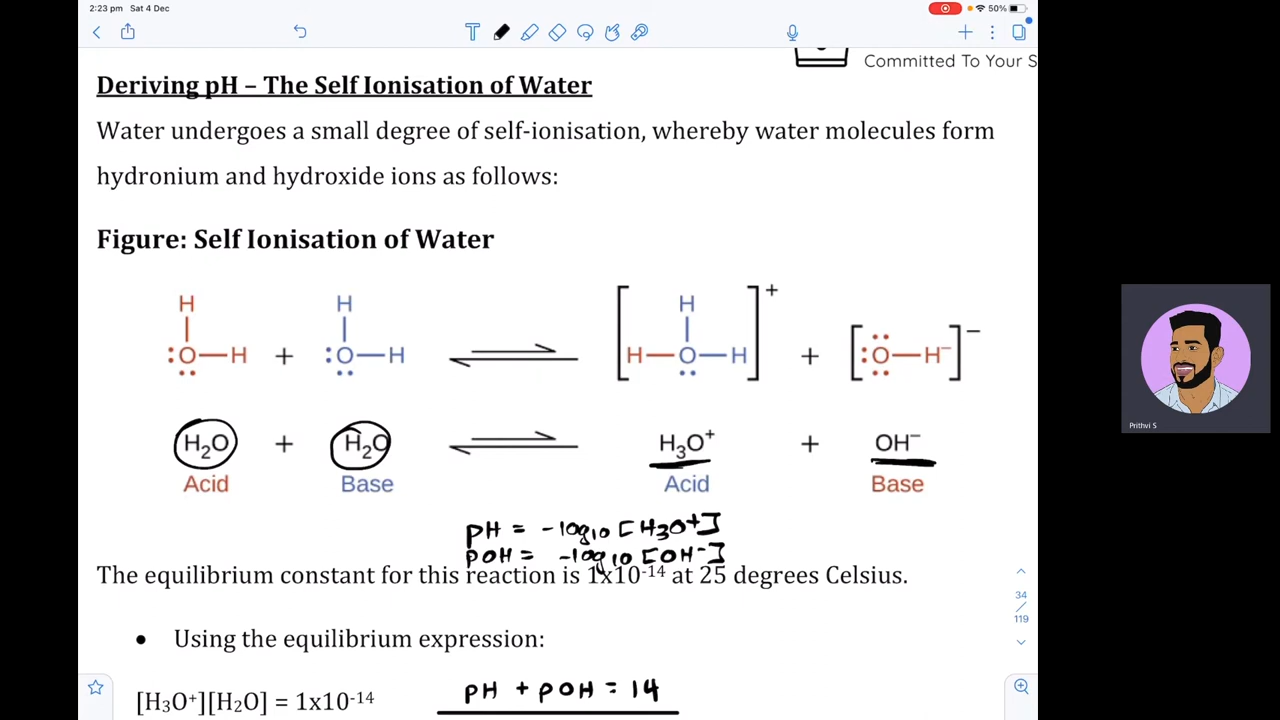 2:23 pm Sat 4 Dec
50%
Committed To Your S
Deriving pH – The Self Ionisation of Water
Water undergoes a small degree of self-ionisation, whereby water molecules form
hydronium and hydroxide ions as follows:
Figure: Self Ionisation of Water
H H H +
:O—H + :O—H ⇌ [H—O—H] + [:O—H⁻] −
H₂O + H₂O ⇌ H₃O⁺ + OH⁻
Acid Base Acid Base
pH = -log₁₀ [H₃O⁺]
pOH = -log₁₀ [OH⁻]
The equilibrium constant for this reaction is 1x10⁻¹⁴ at 25 degrees Celsius.
• Using the equilibrium expression:
[H₃O⁺][H₂O] = 1x10⁻¹⁴
pH + pOH = 14
34
/
119
Prithvi S